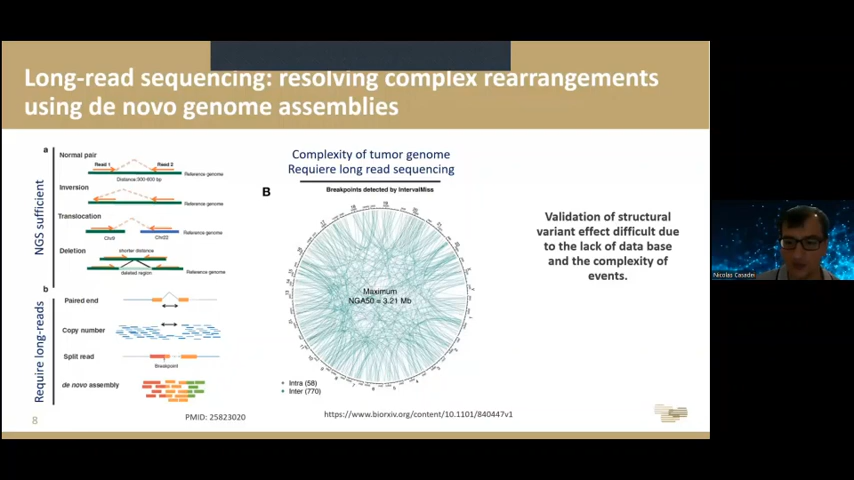 Long-read sequencing: resolving complex rearrangements
using de novo genome assemblies
a
NGS sufficient
Normal pair
Read 1
Read 2
Reference genome
Distance 300-600 bp
Inversion
Reference genome
Translocation
Reference genome
Chr9
Chr22
Deletion
shorter distance
Reference genome
deleted region
b
Require long-reads
Paired end
Copy number
Split read
Breakpoint
de novo assembly
PMID: 25823020
Complexity of tumor genome
Requiere long read sequencing
B
Breakpoints detected by IntervalMiss
Maximum
NGA50 = 3.21 Mb
Intra (58)
Inter (770)
https://www.biorxiv.org/content/10.1101/840447v1
Validation of structural
variant effect difficult due
to the lack of data base
and the complexity of
events.
8
Nicolas Casadei